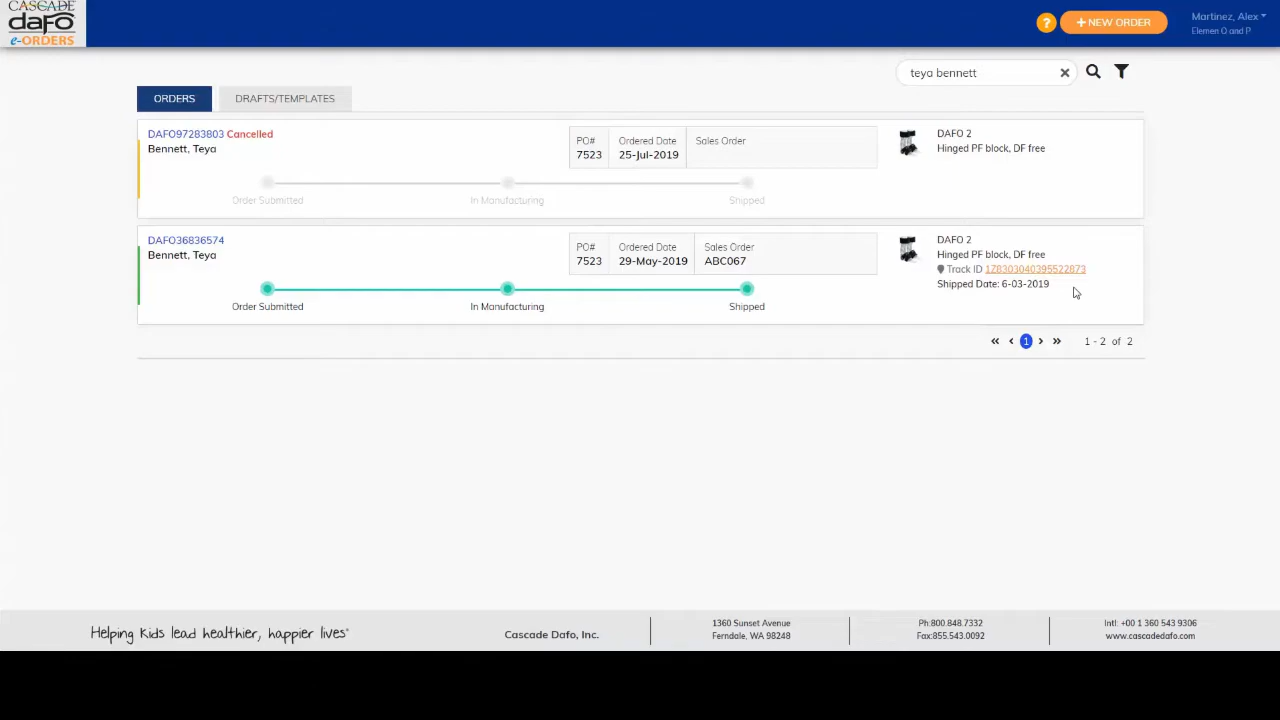 CASCADE
dafo
e-ORDERS
?
+ NEW ORDER
Martinez, Alex
Elemen O and P
teya bennett
ORDERS
DRAFTS/TEMPLATES
DAFO97283803 Cancelled
Bennett, Teya
PO#
7523
Ordered Date
25-Jul-2019
Sales Order
DAFO 2
Hinged PF block, DF free
Order Submitted
In Manufacturing
Shipped
DAFO36836574
Bennett, Teya
PO#
7523
Ordered Date
29-May-2019
Sales Order
ABC067
DAFO 2
Hinged PF block, DF free
Track ID 1Z8303040395522873
Shipped Date: 6-03-2019
Order Submitted
In Manufacturing
Shipped
« ‹ 1 › » 1 - 2 of 2
Helping kids lead healthier, happier lives®
Cascade Dafo, Inc.
1360 Sunset Avenue
Ferndale, WA 98248
Ph:800.848.7332
Fax:855.543.0092
Intl: +00 1 360 543 9306
www.cascadedafo.com